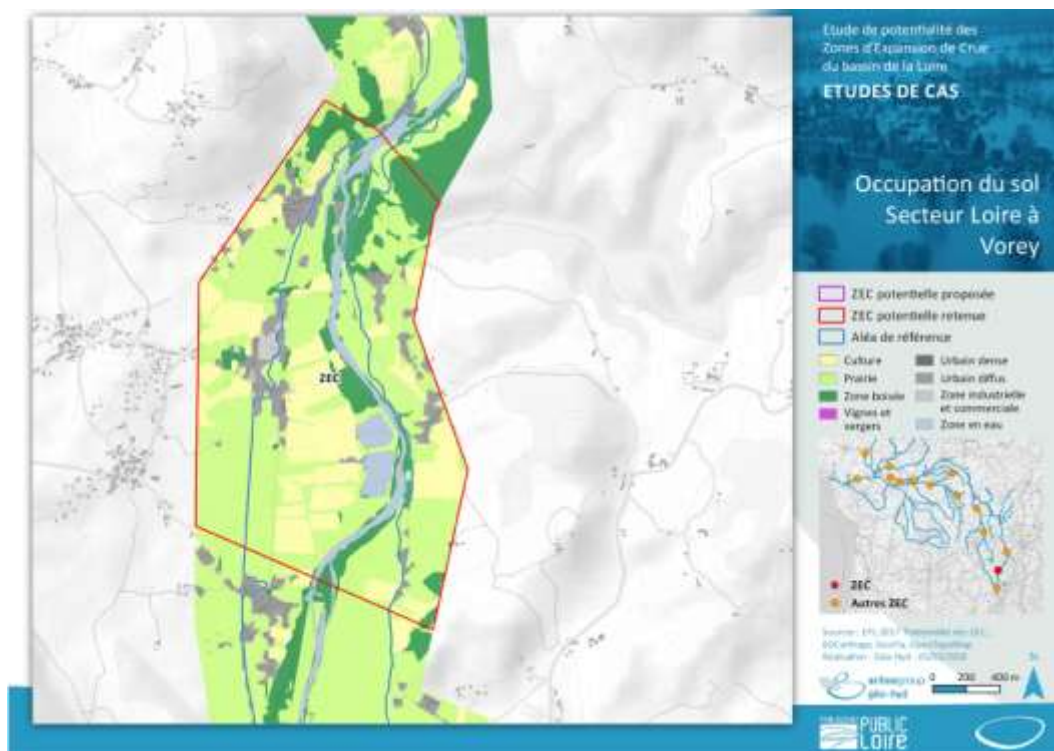 Etude de potentialité des
Zones d'Expansion de Crue
du bassin de la Loire
ETUDES DE CAS
Occupation du sol
Secteur Loire à
Vorey
ZEC potentielle proposée
ZEC potentielle retenue
Aléa de référence
Culture
Prairie
Zone boisée
Vignes et
vergers
Urbain dense
Urbain diffus
Zone industrielle
et commerciale
Zone en eau
ZEC
ZEC
Autres ZEC
0 200 400 m
PUBLIC
Loire